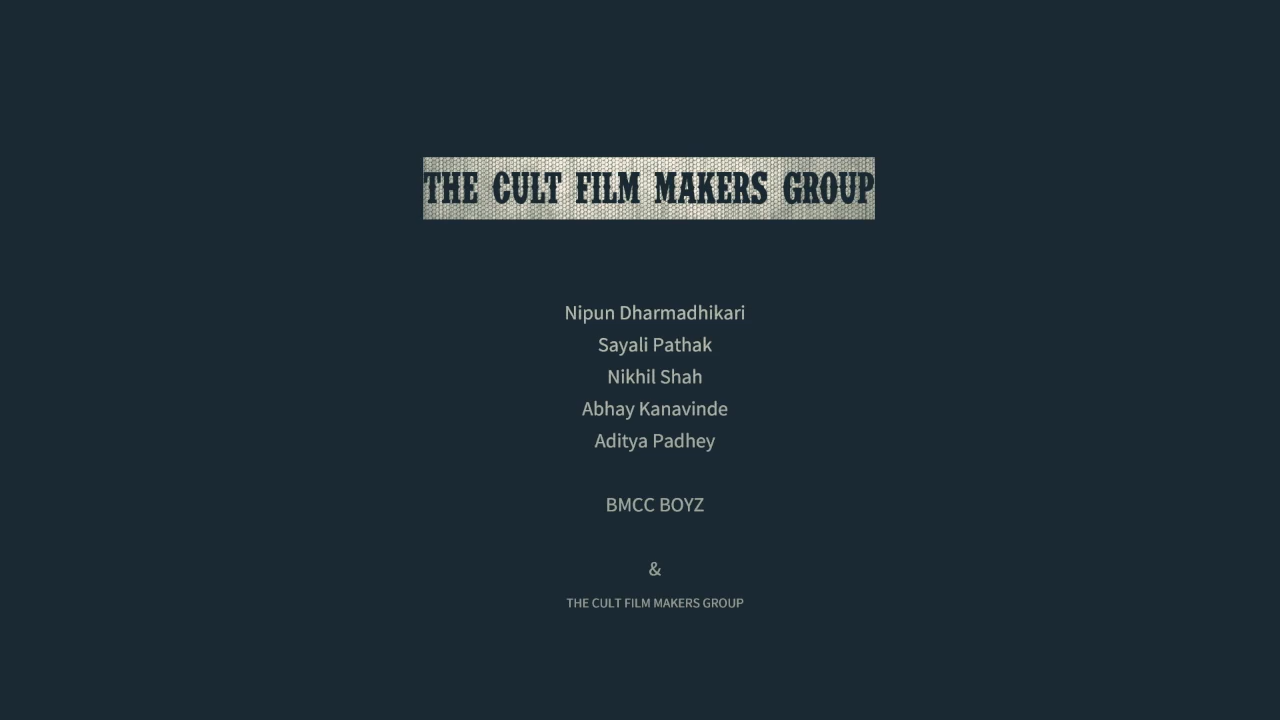 THE CULT FILM MAKERS GROUP
Nipun Dharmadhikari
Sayali Pathak
Nikhil Shah
Abhay Kanavinde
Aditya Padhey
BMCC BOYZ
&
THE CULT FILM MAKERS GROUP